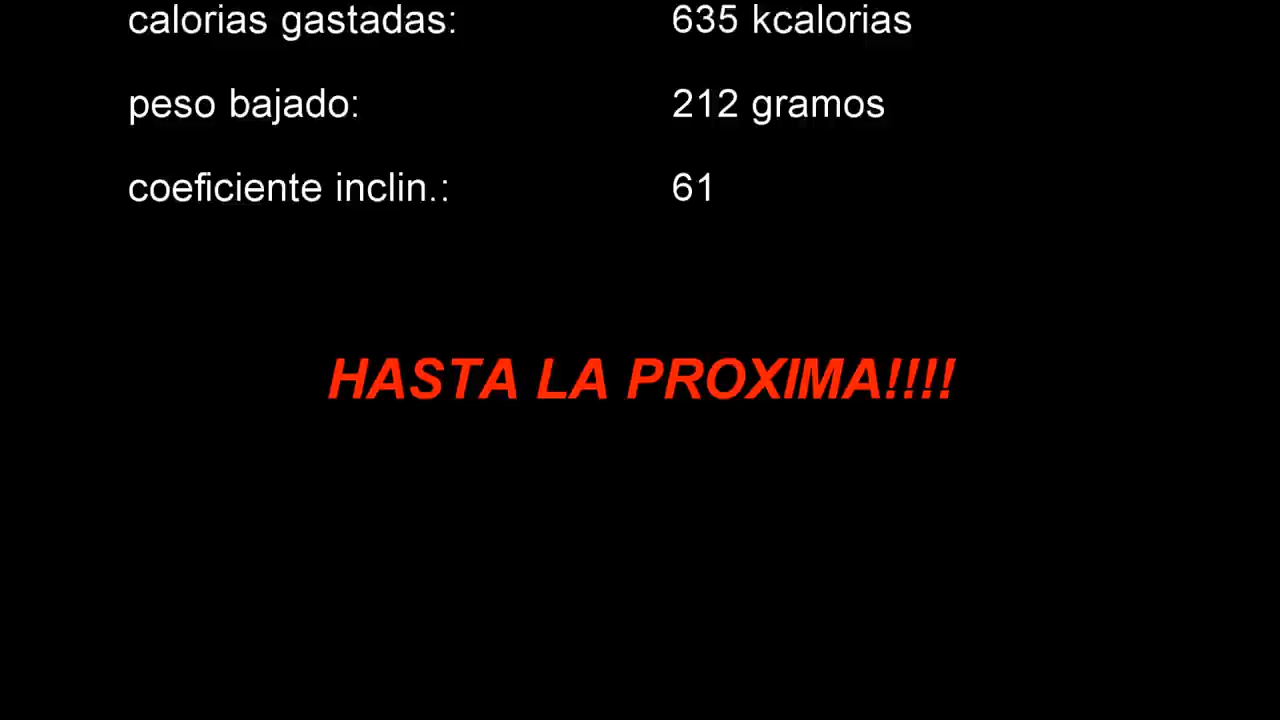 calorias gastadas: 635 kcalorias
peso bajado: 212 gramos
coeficiente inclin.: 61
HASTA LA PROXIMA!!!!